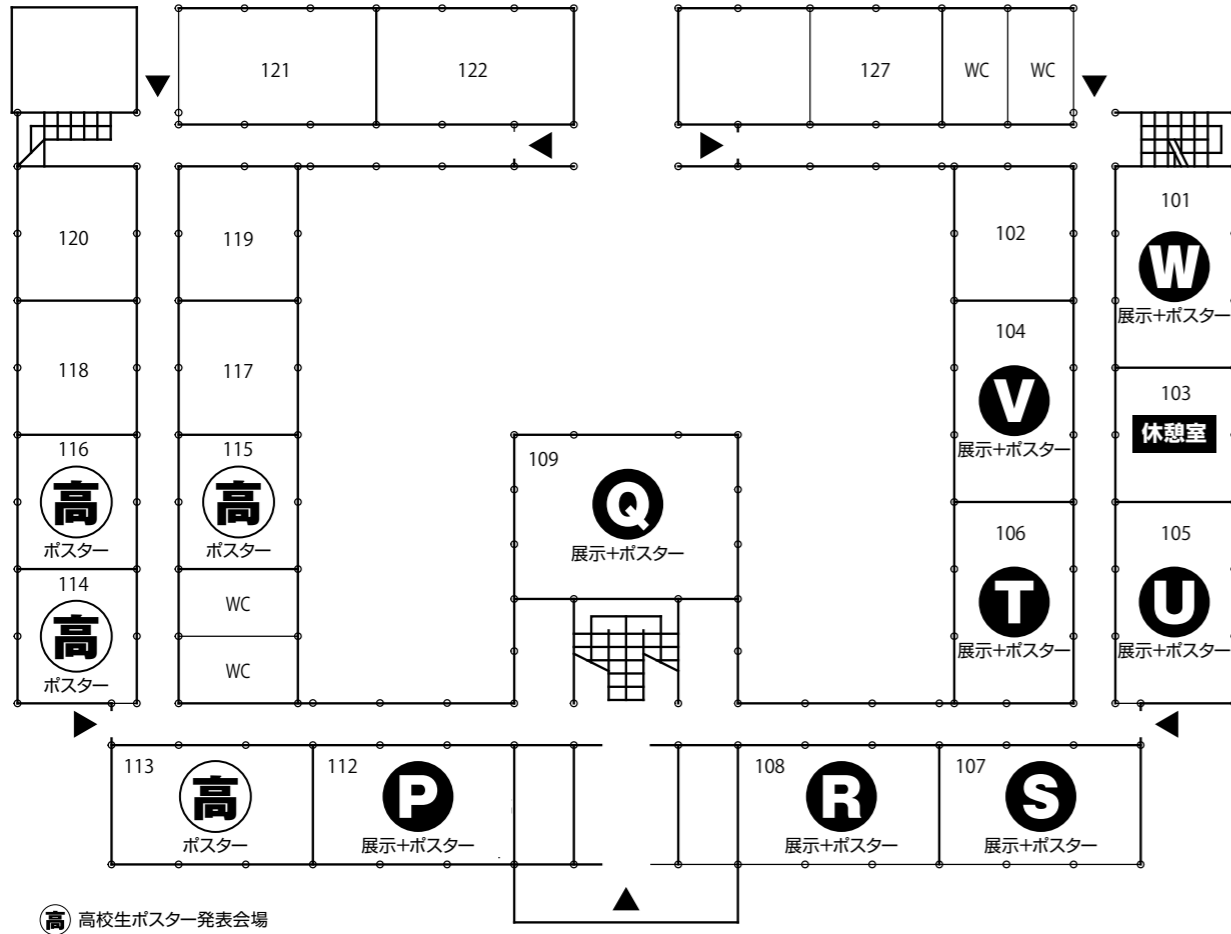 121
122
127
WC
WC
120
119
102
101
W
展示+ポスター
118
117
104
V
展示+ポスター
103
休憩室
116
高
ポスター
115
高
ポスター
109
Q
展示+ポスター
106
T
展示+ポスター
105
U
展示+ポスター
114
高
ポスター
WC
WC
113
高
ポスター
112
P
展示+ポスター
108
R
展示+ポスター
107
S
展示+ポスター
高 高校生ポスター発表会場